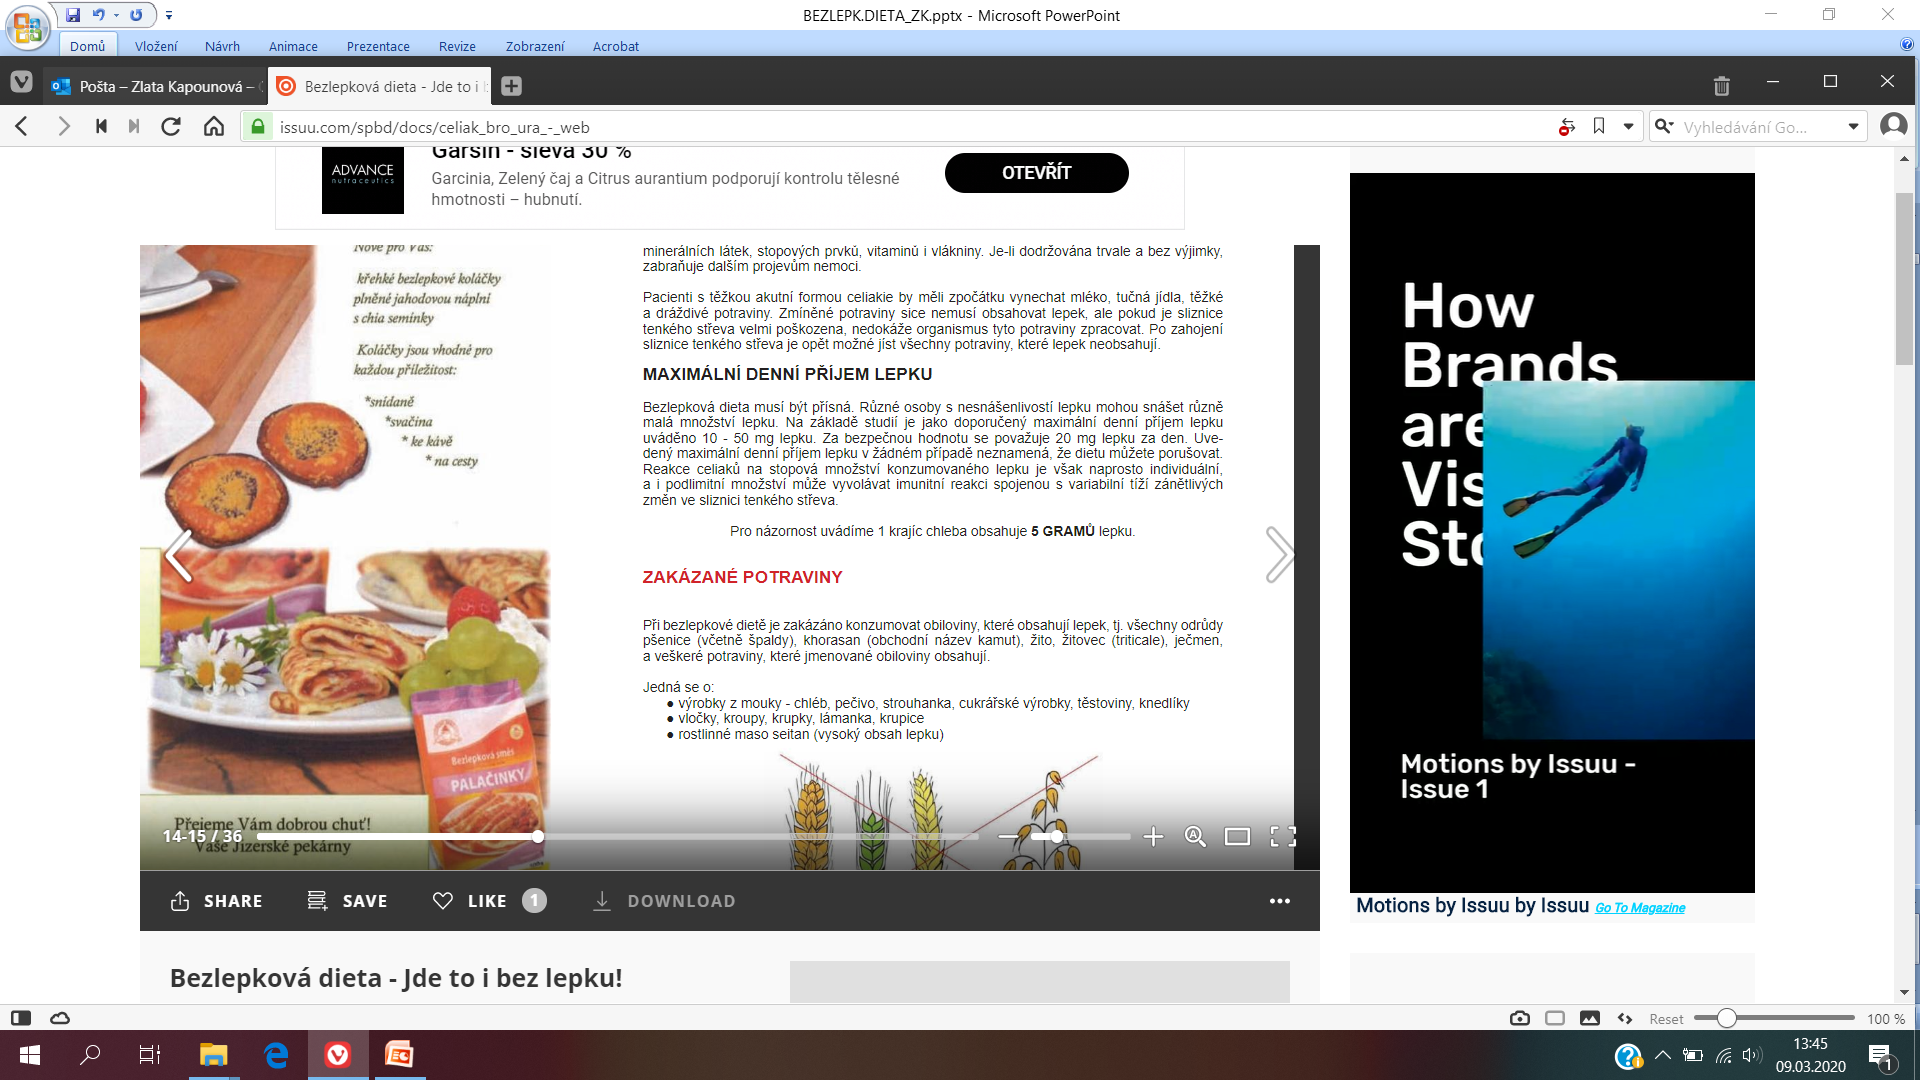 BEZLEPK.DIETA_ZK.pptx - Microsoft PowerPoint
Domů Vložení Návrh Animace Prezentace Revize Zobrazení Acrobat
Pošta – Zlata Kapounová –
Bezlepková dieta - Jde to i
issuu.com/spbd/docs/celiak_bro_ura_-_web
Vyhledávání Go...
ADVANCE
nutraceutics
Garsin - sleva 30 %
Garcinia, Zelený čaj a Citrus aurantium podporují kontrolu tělesné
hmotnosti – hubnutí.
OTEVŘÍT
Nově pro Vás:
křehké bezlepkové koláčky
plněné jahodovou náplní
s chia semínky
Koláčky jsou vhodné pro
každou příležitost:
*snídaně
*svačina
* ke kávě
* na cesty
Bezlepková směs
PALAČINKY
Přejeme Vám dobrou chuť!
Vaše Jizerské pekárny
minerálních látek, stopových prvků, vitaminů i vlákniny. Je-li dodržována trvale a bez výjimky,
zabraňuje dalším projevům nemoci.
Pacienti s těžkou akutní formou celiakie by měli zpočátku vynechat mléko, tučná jídla, těžké
a dráždivé potraviny. Zmíněné potraviny sice nemusí obsahovat lepek, ale pokud je sliznice
tenkého střeva velmi poškozena, nedokáže organismus tyto potraviny zpracovat. Po zahojení
sliznice tenkého střeva je opět možné jíst všechny potraviny, které lepek neobsahují.
MAXIMÁLNÍ DENNÍ PŘÍJEM LEPKU
Bezlepková dieta musí být přísná. Různé osoby s nesnášenlivostí lepku mohou snášet různě
malá množství lepku. Na základě studií je jako doporučený maximální denní příjem lepku
uváděno 10 - 50 mg lepku. Za bezpečnou hodnotu se považuje 20 mg lepku za den. Uve-
dený maximální denní příjem lepku v žádném případě neznamená, že dietu můžete porušovat.
Reakce celiaků na stopová množství konzumovaného lepku je však naprosto individuální,
a i podlimitní množství může vyvolávat imunitní reakci spojenou s variabilní tíží zánětlivých
změn ve sliznici tenkého střeva.
Pro názornost uvádíme 1 krajíc chleba obsahuje 5 GRAMŮ lepku.
ZAKÁZANÉ POTRAVINY
Při bezlepkové dietě je zakázáno konzumovat obiloviny, které obsahují lepek, tj. všechny odrůdy
pšenice (včetně špaldy), khorasan (obchodní název kamut), žito, žitovec (triticale), ječmen,
a veškeré potraviny, které jmenované obiloviny obsahují.
Jedná se o:
● výrobky z mouky - chléb, pečivo, strouhanka, cukrářské výrobky, těstoviny, knedlíky
● vločky, kroupy, krupky, lámanka, krupice
● rostlinné maso seitan (vysoký obsah lepku)
14-15 / 36
SHARE SAVE LIKE 1 DOWNLOAD
Bezlepková dieta - Jde to i bez lepku!
How
Brands
are
Vis
Sto
Motions by Issuu -
Issue 1
Motions by Issuu by Issuu Go To Magazine
Reset 100 %
13:45
09.03.2020
1